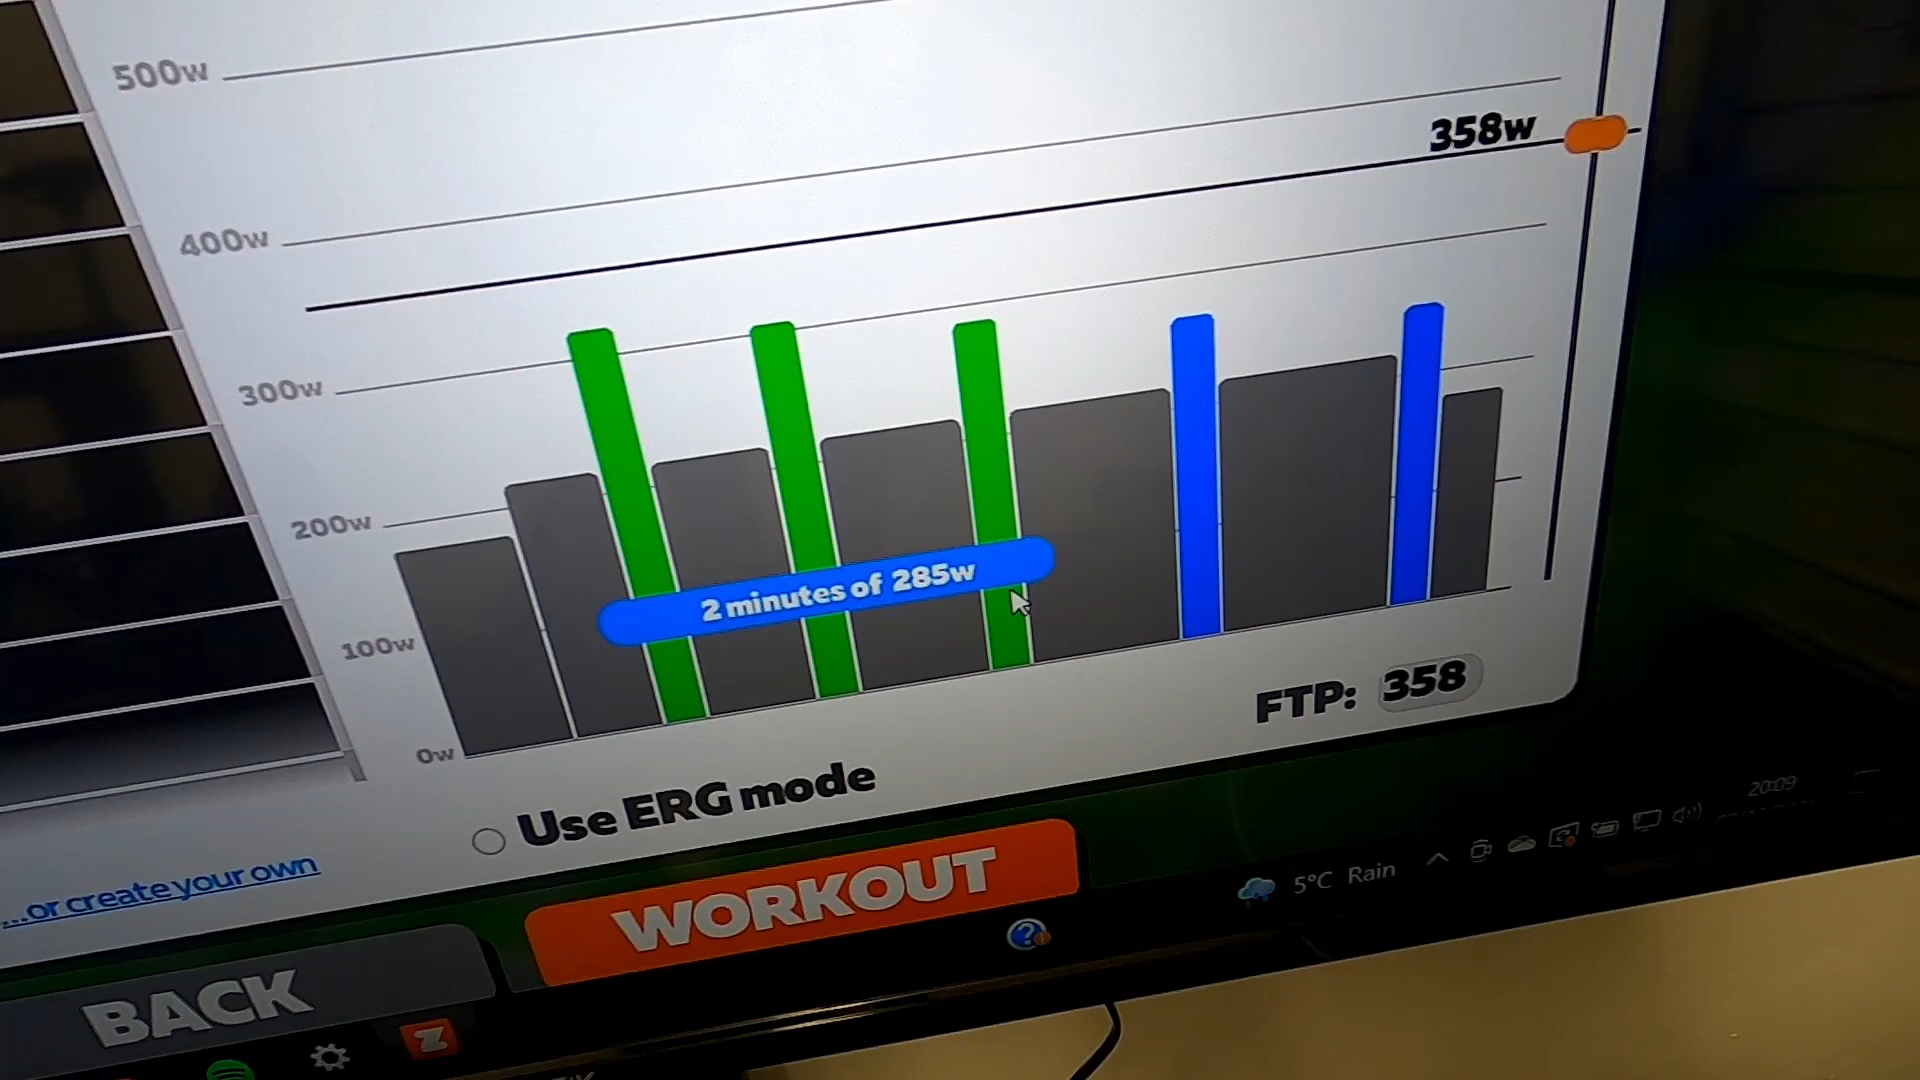 500w
358w
400w
300w
200w
2 minutes of 285w
100w
0w
FTP: 358
Use ERG mode
...or create your own
WORKOUT
BACK
20:09
5°C Rain